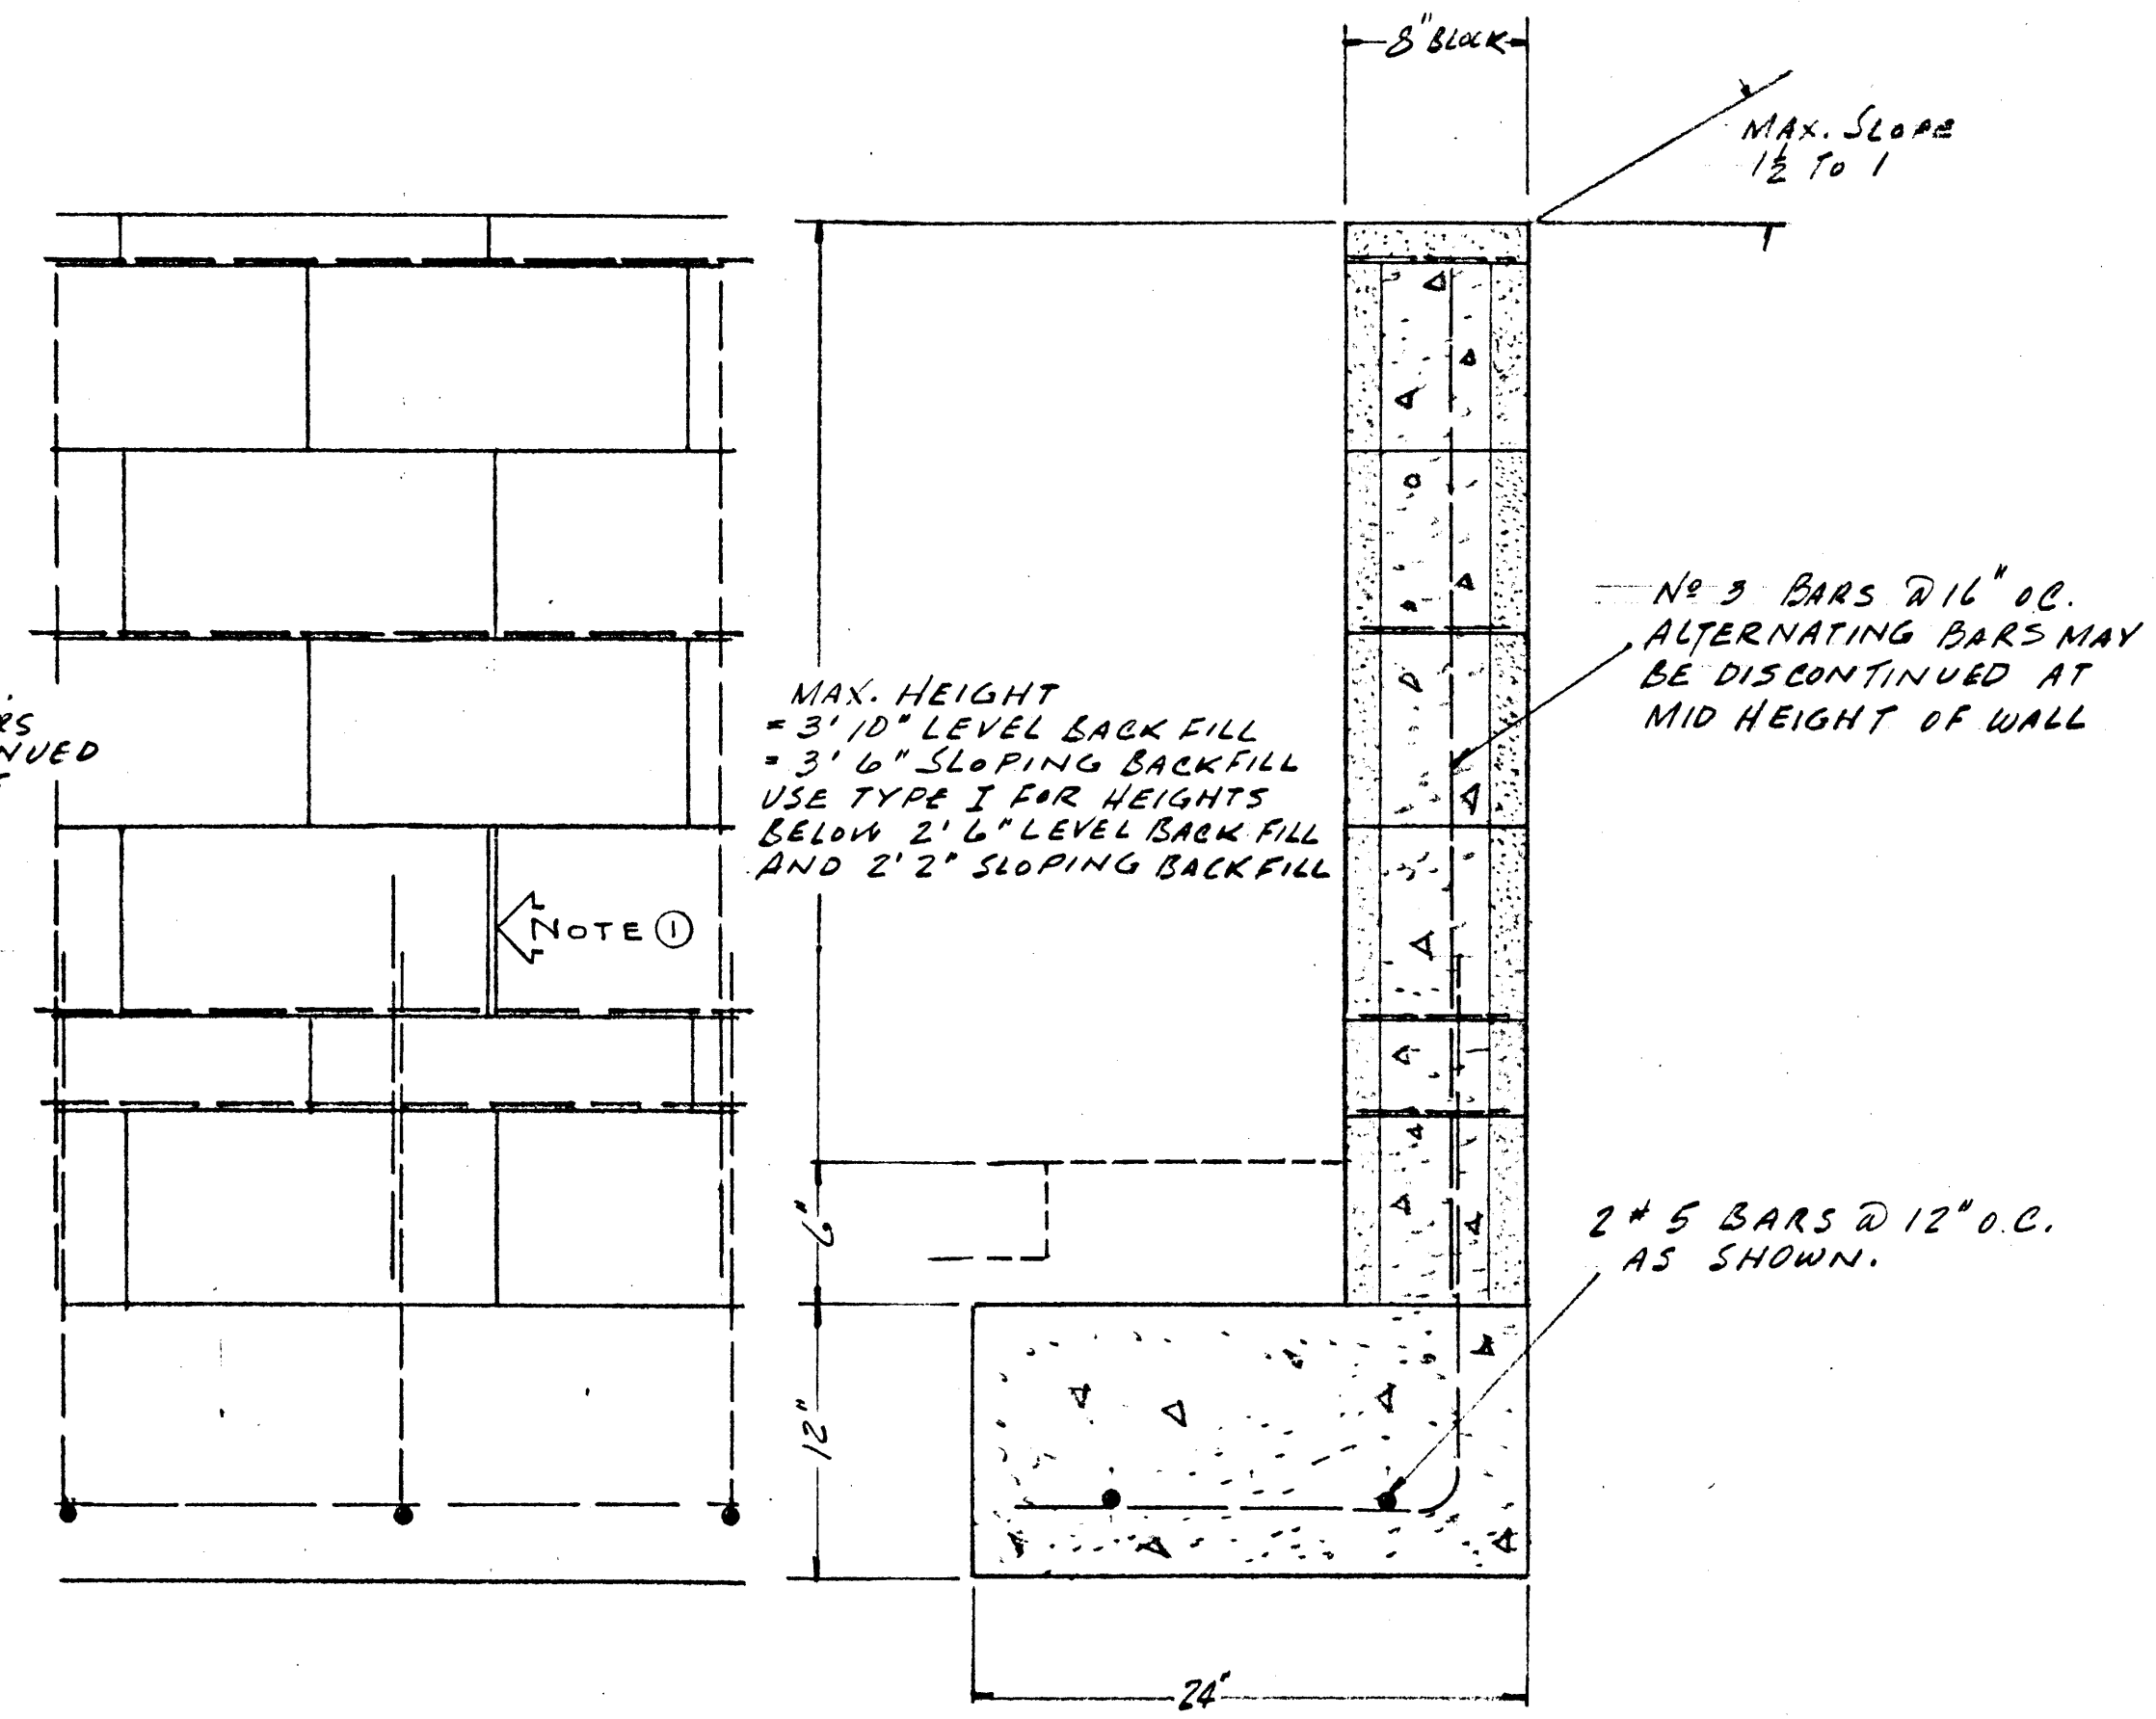 8" BLOCK
MAX. SLOPE
1½ TO 1
Nº 3 BARS @ 16" OC.
ALTERNATING BARS MAY
BE DISCONTINUED AT
MID HEIGHT OF WALL
MAX. HEIGHT
= 3' 10" LEVEL BACK FILL
= 3' 6" SLOPING BACKFILL
USE TYPE I FOR HEIGHTS
BELOW 2' 6" LEVEL BACK FILL
AND 2' 2" SLOPING BACKFILL
RS
NUED
NOTE ①
6"
2 # 5 BARS @ 12" O.C.
AS SHOWN.
12"
24"